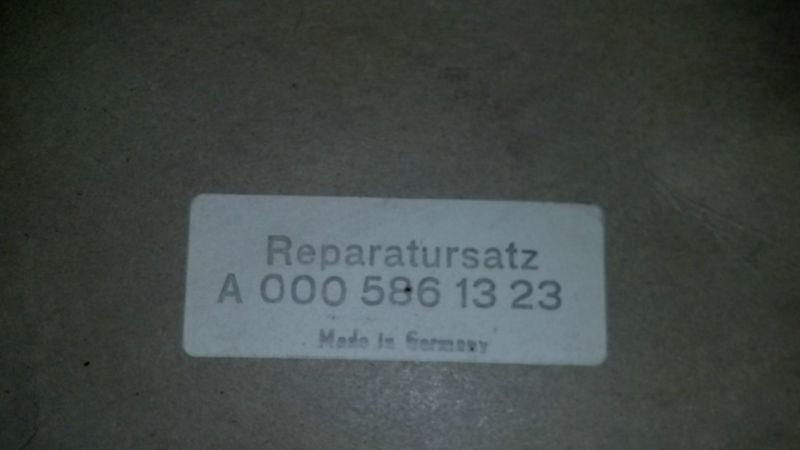 Reparatursatz
A 000 586 13 23
Made in Germany